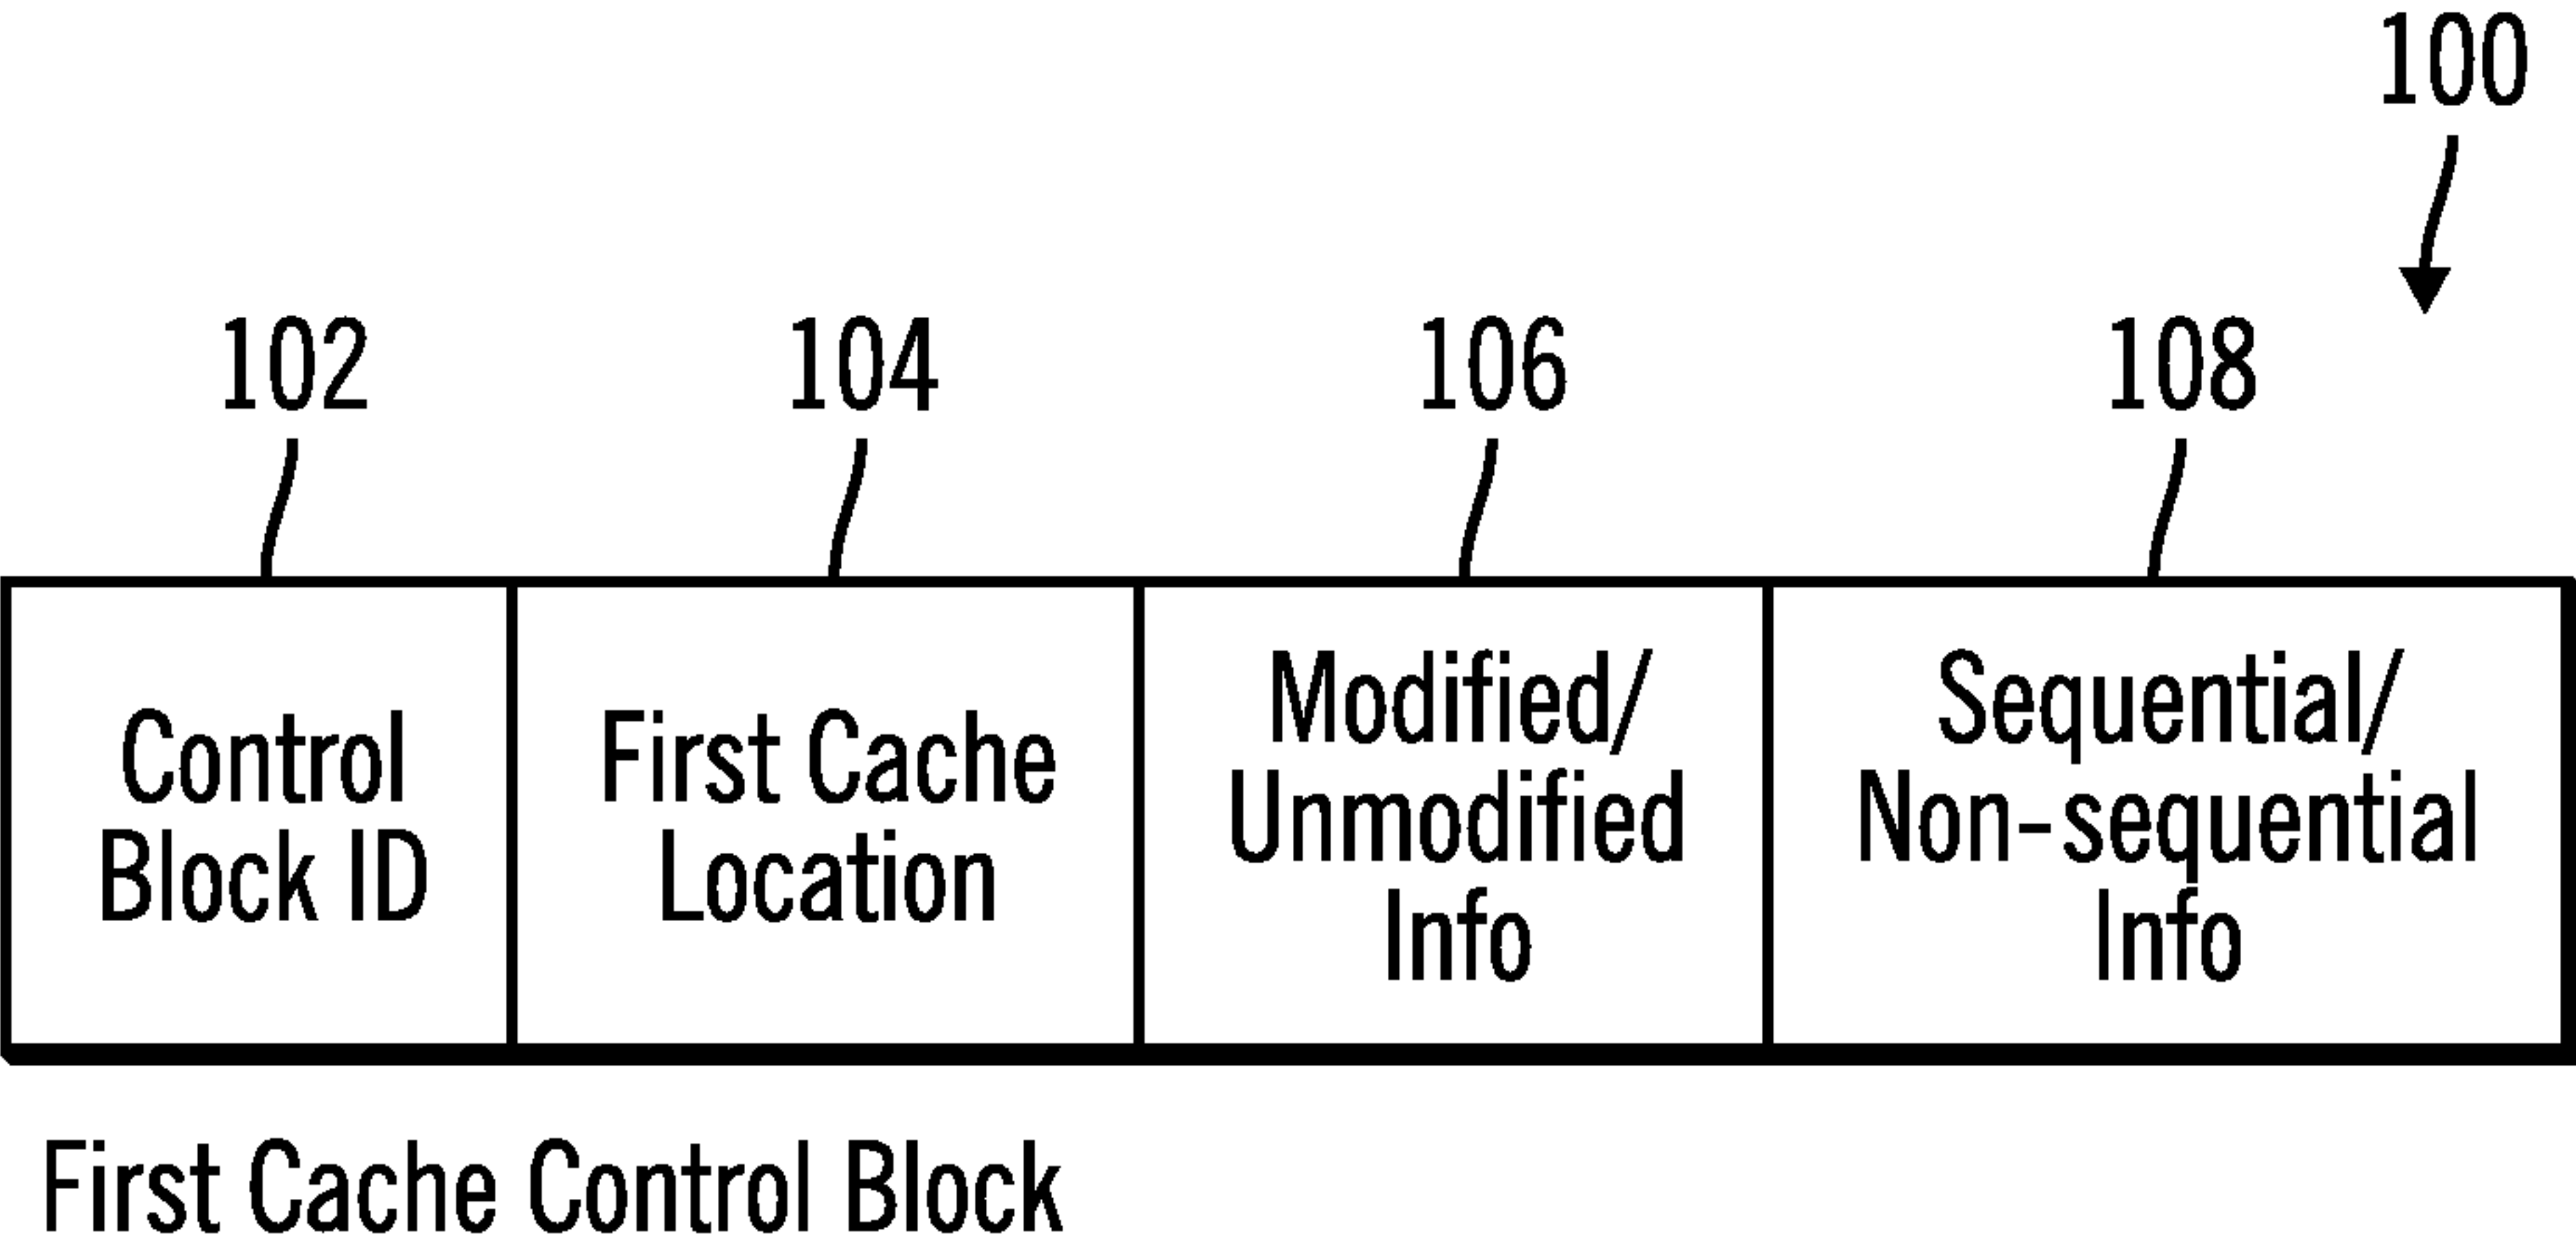 100
102
104
106
108
Control
Block ID
First Cache
Location
Modified/
Unmodified
Info
Sequential/
Non-sequential
Info
First Cache Control Block